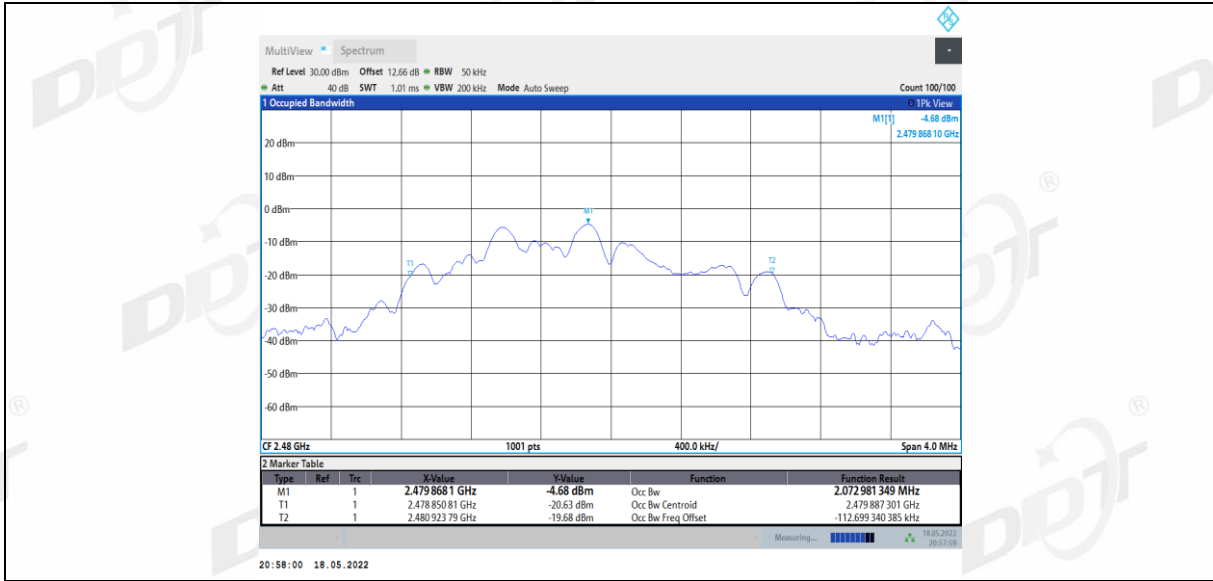 MultiView Spectrum
Ref Level 30.00 dBm Offset 12.66 dB RBW 50 kHz
Att 40 dB SWT 1.01 ms VBW 200 kHz Mode Auto Sweep Count 100/100
1 Occupied Bandwidth 1Pk View
M1[1] -4.68 dBm
2.479 868 10 GHz
20 dBm
10 dBm
0 dBm
M1
-10 dBm
T1
T2
-20 dBm
-30 dBm
-40 dBm
-50 dBm
-60 dBm
CF 2.48 GHz 1001 pts 400.0 kHz/ Span 4.0 MHz
2 Marker Table
Type Ref Trc X-Value Y-Value Function Function Result
M1 1 2.479 868 1 GHz -4.68 dBm Occ Bw 2.072 981 349 MHz
T1 1 2.478 850 81 GHz -20.63 dBm Occ Bw Centroid 2.479 887 301 GHz
T2 1 2.480 923 79 GHz -19.68 dBm Occ Bw Freq Offset -112.699 340 385 kHz
Measuring... 18.05.2022
20:57:59
20:58:00 18.05.2022
DDT
®